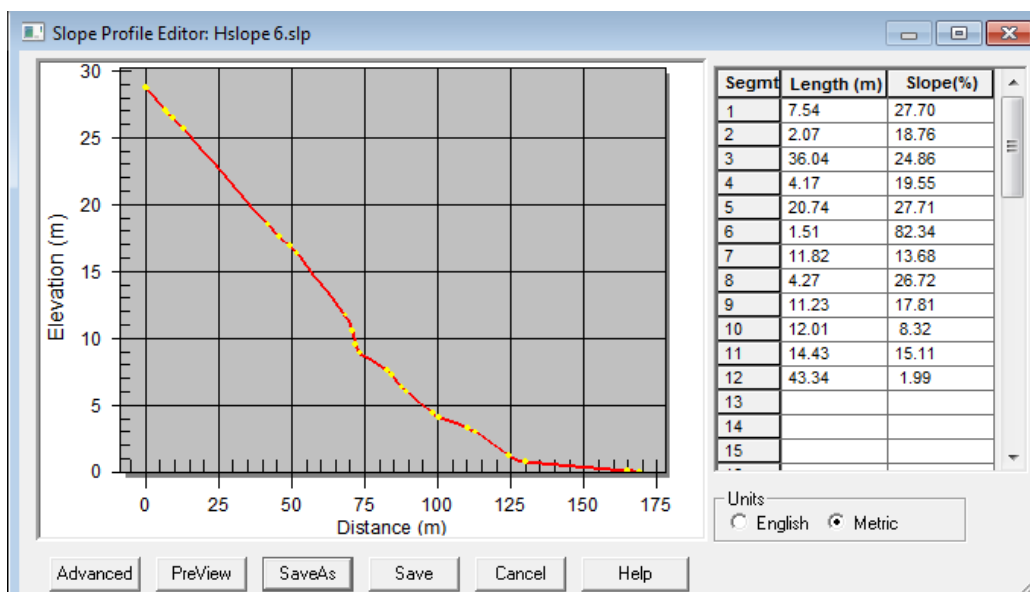 Slope Profile Editor: Hslope 6.slp
30
25
20
15
10
5
0
Elevation (m)
0 25 50 75 100 125 150 175
Distance (m)
Segmt Length (m) Slope(%)
1 7.54 27.70
2 2.07 18.76
3 36.04 24.86
4 4.17 19.55
5 20.74 27.71
6 1.51 82.34
7 11.82 13.68
8 4.27 26.72
9 11.23 17.81
10 12.01 8.32
11 14.43 15.11
12 43.34 1.99
13
14
15
Units
English Metric
Advanced PreView SaveAs Save Cancel Help